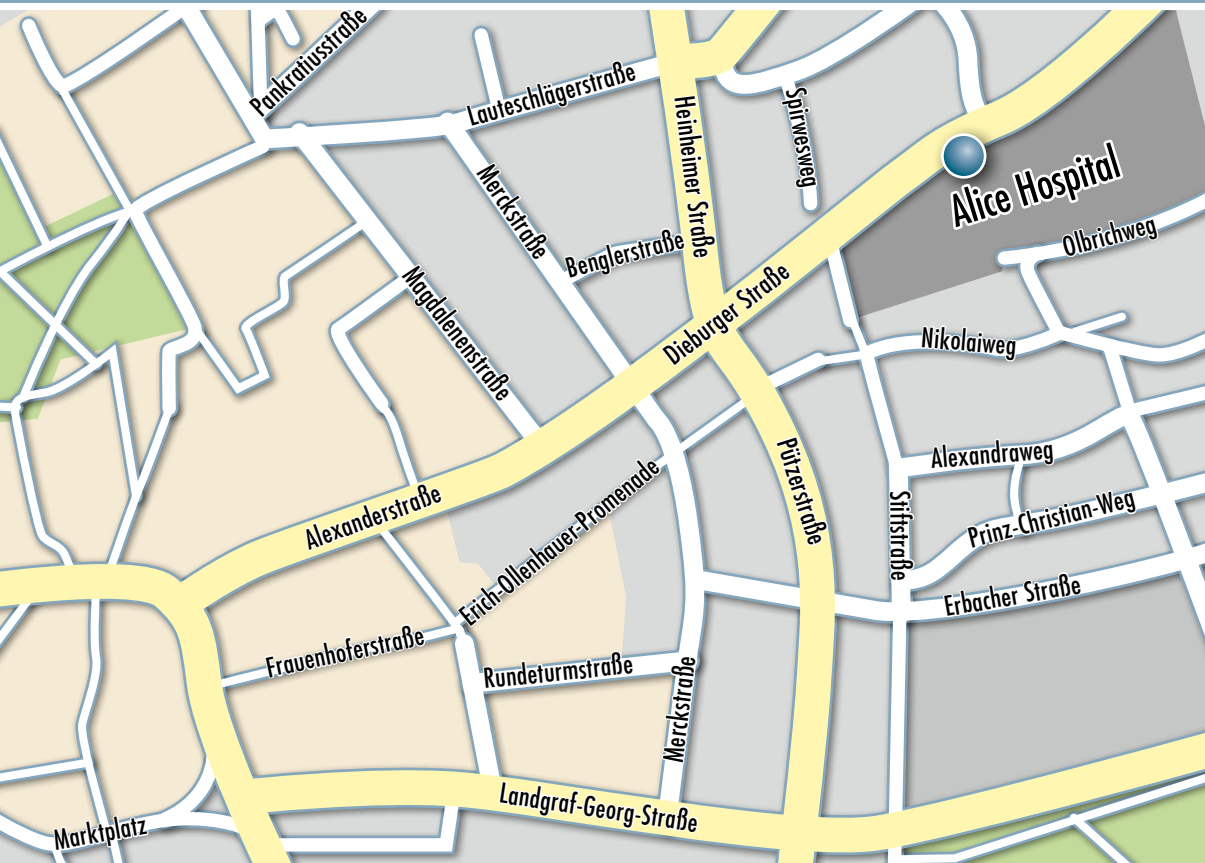 Pankratiusstraße
Lauteschlägerstraße
Heinheimer Straße
Spirwesweg
Alice Hospital
Merckstraße
Benglerstraße
Olbrichweg
Magdalenenstraße
Dieburger Straße
Nikolaiweg
Alexanderstraße
Erich-Ollenhauer-Promenade
Pützerstraße
Alexandraweg
Stiftstraße
Prinz-Christian-Weg
Erbacher Straße
Frauenhoferstraße
Rundeturmstraße
Merckstraße
Landgraf-Georg-Straße
Marktplatz